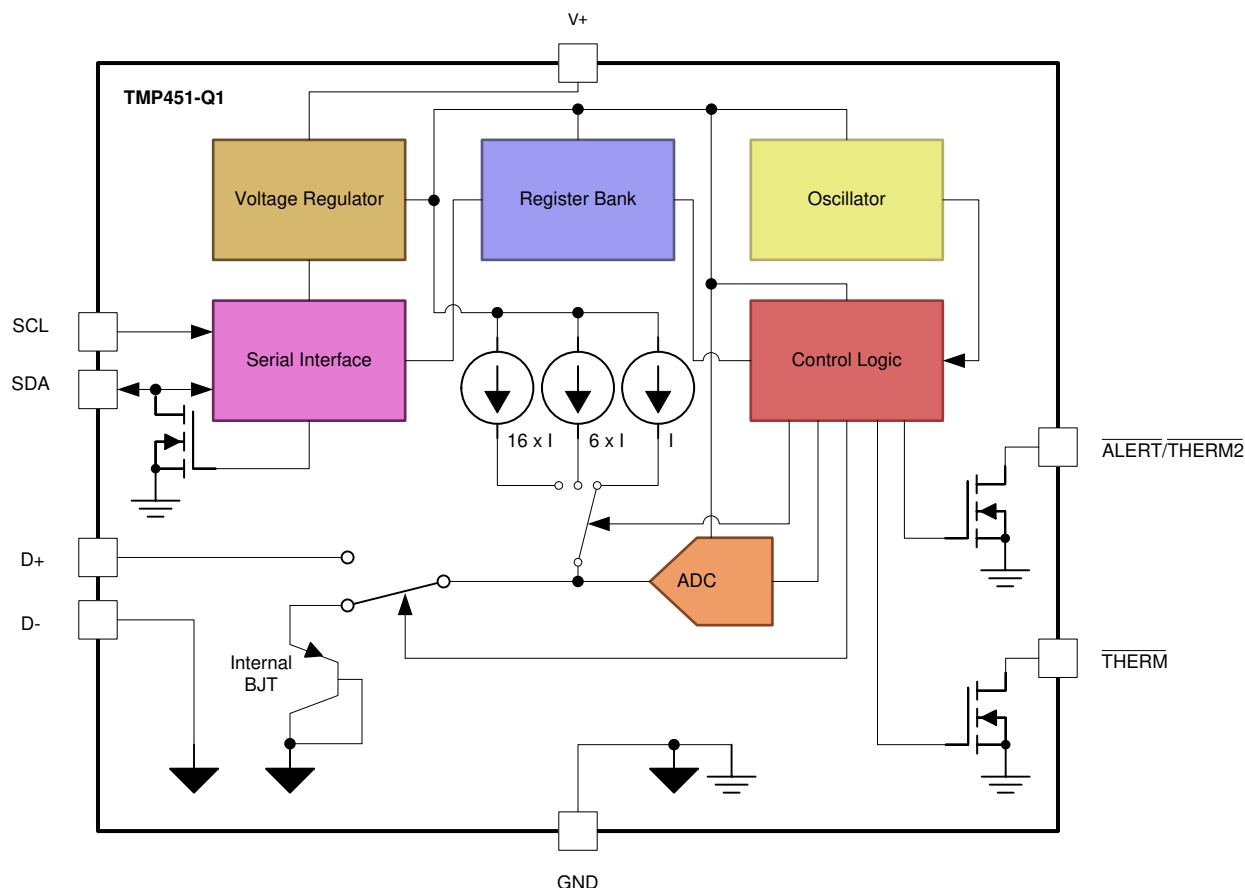 V+
TMP451-Q1
Voltage Regulator
Register Bank
Oscillator
SCL
Serial Interface
Control Logic
SDA
16 x I
6 x I
I
ALERT/THERM2
D+
ADC
D-
Internal
BJT
THERM
GND